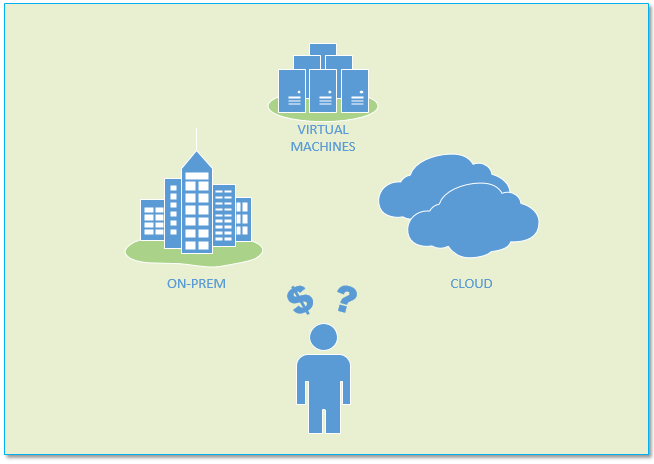 VIRTUAL
MACHINES
ON-PREM
CLOUD
$ ?